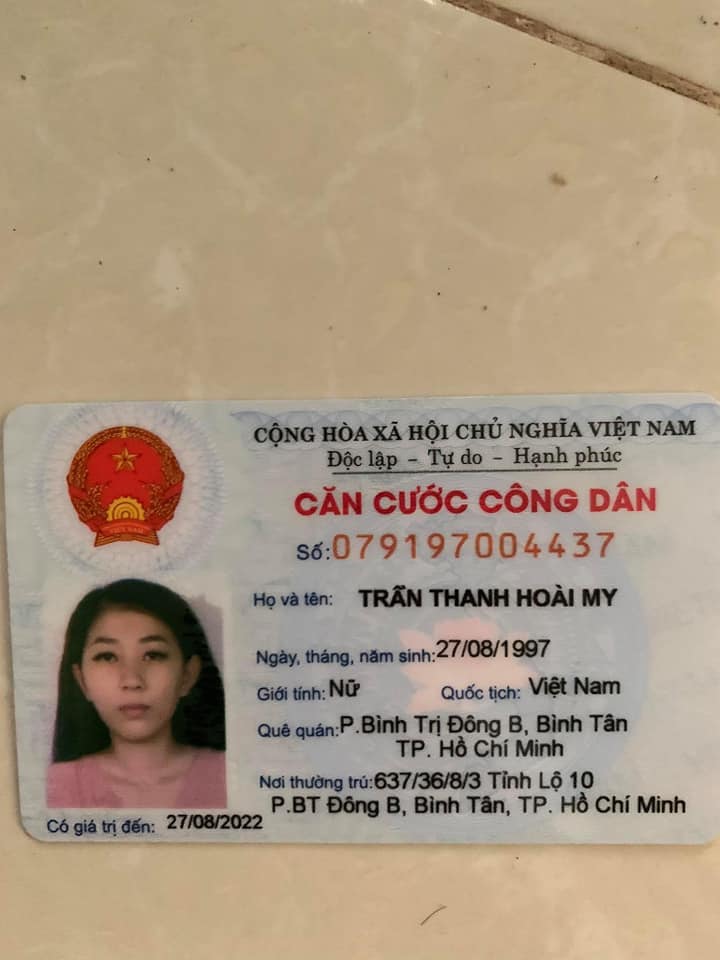 CỘNG HÒA XÃ HỘI CHỦ NGHĨA VIỆT NAM
Độc lập - Tự do - Hạnh phúc
CĂN CƯỚC CÔNG DÂN
VIỆT NAM
Số: 079197004437
Họ và tên: TRẦN THANH HOÀI MY
Ngày, tháng, năm sinh: 27/08/1997
Giới tính: Nữ Quốc tịch: Việt Nam
Quê quán: P.Bình Trị Đông B, Bình Tân
TP. Hồ Chí Minh
Nơi thường trú: 637/36/8/3 Tỉnh Lộ 10
P.BT Đông B, Bình Tân, TP. Hồ Chí Minh
Có giá trị đến: 27/08/2022